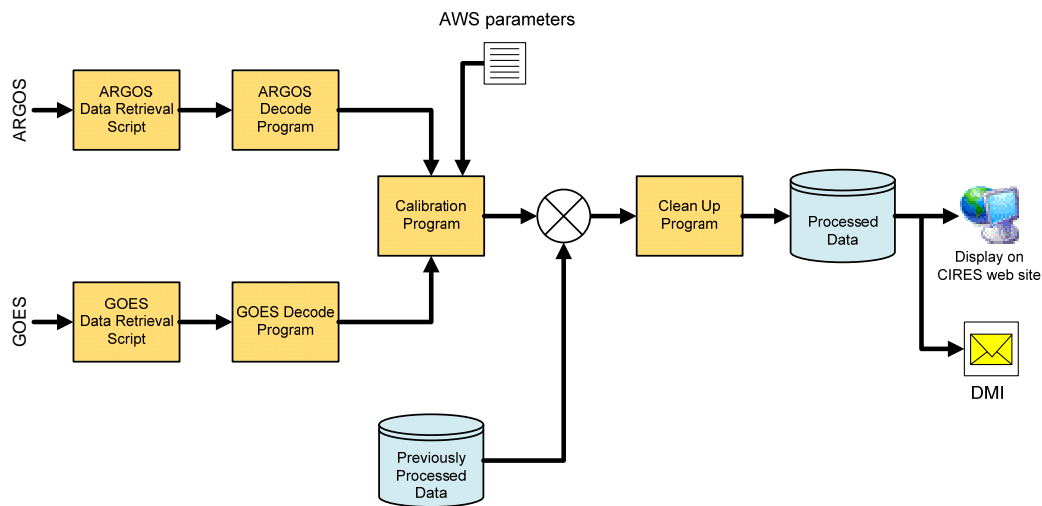 AWS parameters
ARGOS
ARGOS
Data Retrieval
Script
ARGOS
Decode
Program
Calibration
Program
Clean Up
Program
Processed
Data
Display on
CIRES web site
GOES
GOES
Data Retrieval
Script
GOES Decode
Program
DMI
Previously
Processed
Data